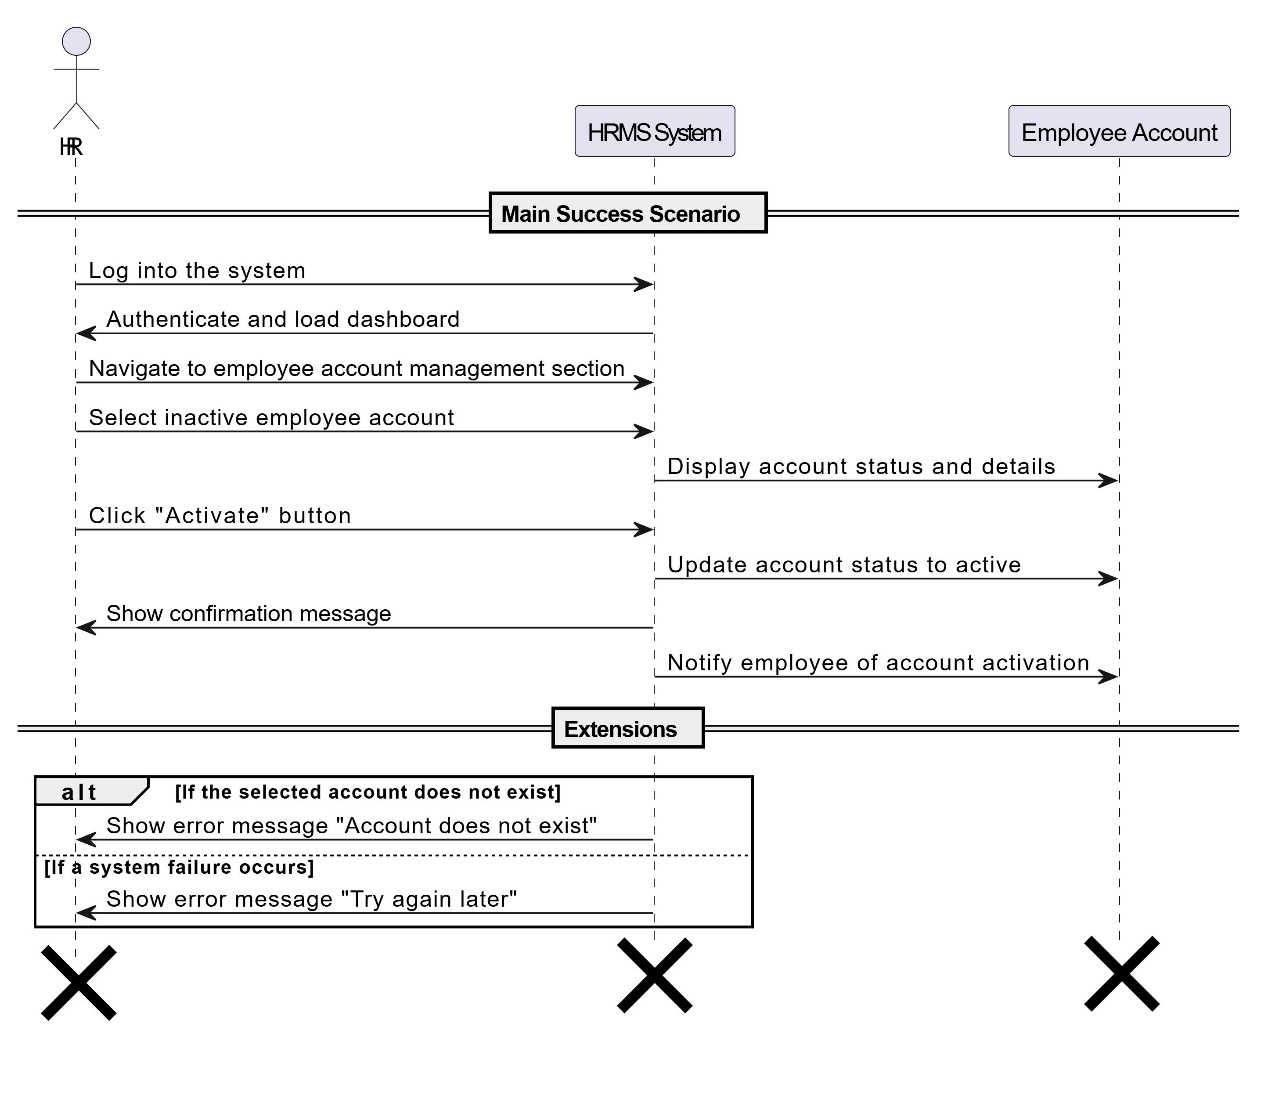 HR
HRMS System
Employee Account
Main Success Scenario
Log into the system
Authenticate and load dashboard
Navigate to employee account management section
Select inactive employee account
Display account status and details
Click "Activate" button
Update account status to active
Show confirmation message
Notify employee of account activation
Extensions
alt [If the selected account does not exist]
Show error message "Account does not exist"
[If a system failure occurs]
Show error message "Try again later"